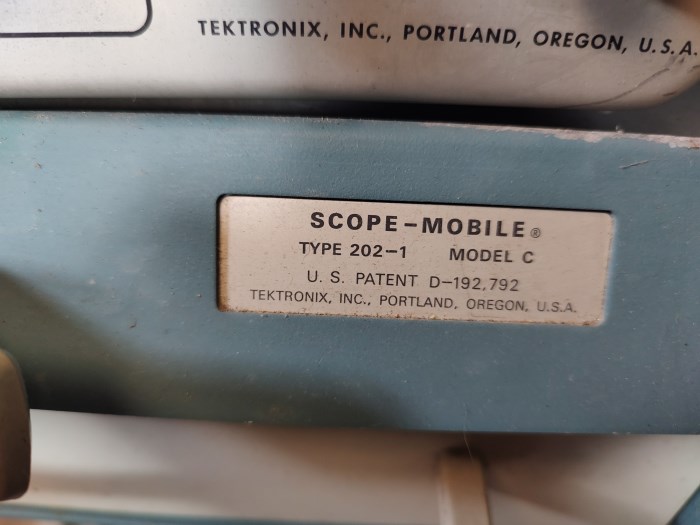 TEKTRONIX, INC., PORTLAND, OREGON, U.S.A.
SCOPE-MOBILE®
TYPE 202-1 MODEL C
U. S. PATENT D-192,792
TEKTRONIX, INC., PORTLAND, OREGON, U.S.A.